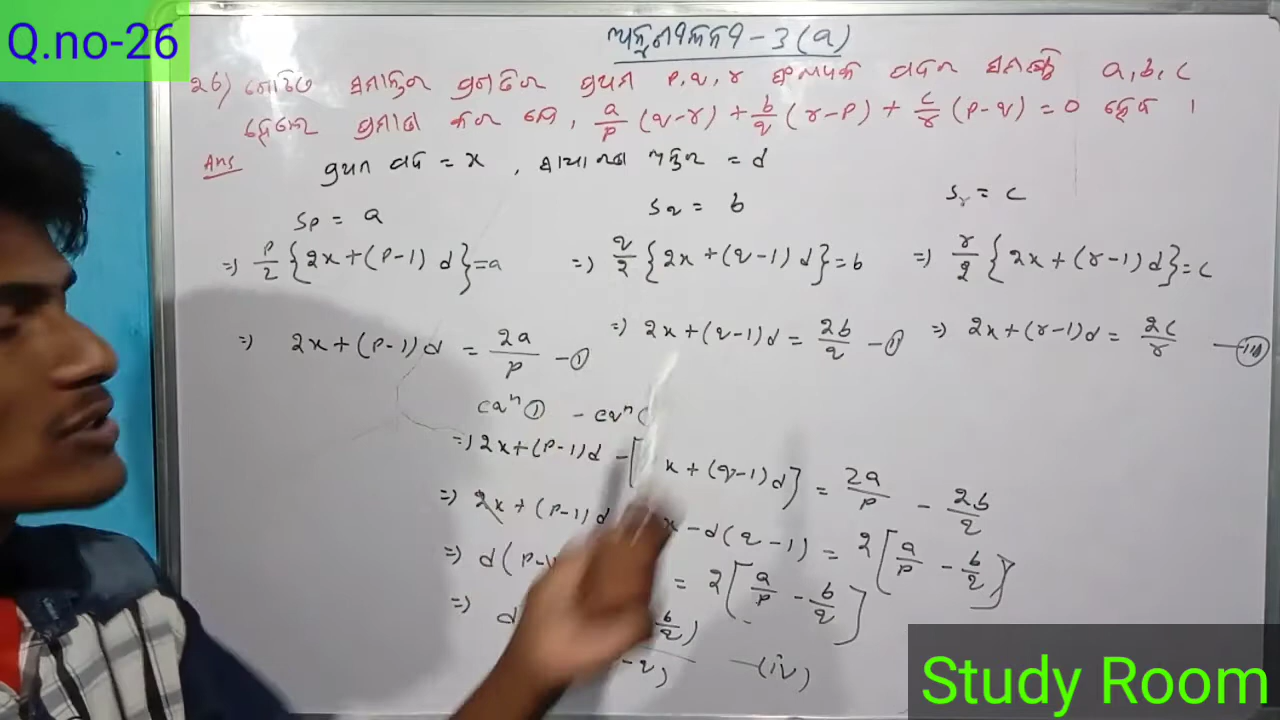 Q.no-26
ଅନୁଶୀଳନୀ - 3(a)
26) ଗୋଟିଏ ସମାନ୍ତର ପ୍ରଗତିର ପ୍ରଥମ P, q, r ସଂଖ୍ୟକ ପଦର ସମଷ୍ଟି a, b, c
ହେଲେ ପ୍ରମାଣ କର ଯେ, a/p (q-r) + b/q (r-p) + c/r (p-q) = 0 ହେବ ।
Ans ପ୍ରଥମ ପଦ = x , ସାଧାରଣ ଅନ୍ତର = d
Sp = a Sq = b Sr = c
=) P/2 {2x+(P-1) d}=a =) q/2 {2x+(q-1) d}=b =) r/2 {2x+(r-1)d}=c
=) 2x+(P-1)d = 2a/P - ① =) 2x+(q-1)d = 2b/q - ① =) 2x+(r-1)d = 2c/r - (iii)
eqⁿ ① - eqⁿ
=) 2x+(P-1)d - [ x+(q-1)d} = 2a/P - 2b/q
=) 2x+(P-1)d x-d(q-1) = 2[a/P - b/q]
=) d(P-1 = 2[a/P - b/q]
=) d b/q) -q) - (iv)
Study Room